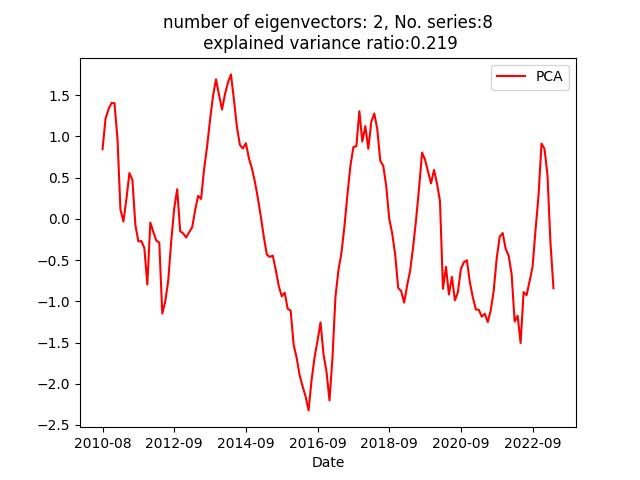 number of eigenvectors: 2, No. series:8
explained variance ratio:0.219
PCA
1.5
1.0
0.5
0.0
−0.5
−1.0
−1.5
−2.0
−2.5
2010-08 2012-09 2014-09 2016-09 2018-09 2020-09 2022-09
Date